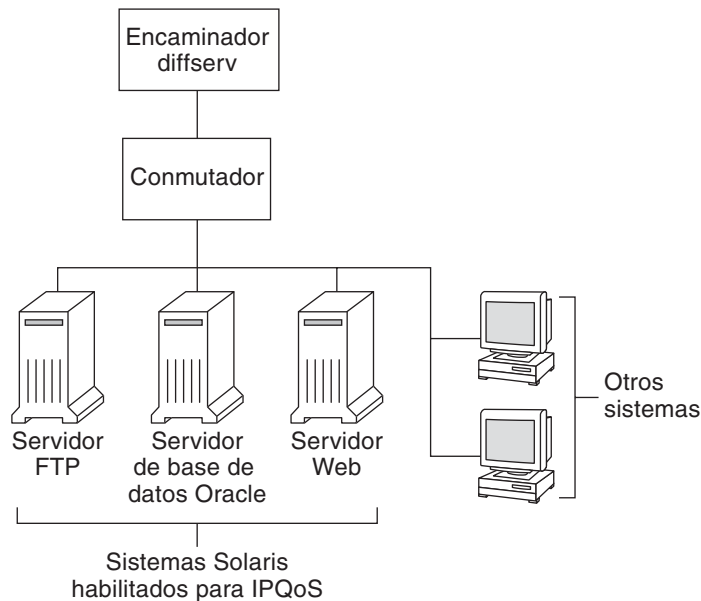 Encaminador
diffserv
Conmutador
Servidor
FTP
Servidor
de base de
datos Oracle
Servidor
Web
Otros
sistemas
Sistemas Solaris
habilitados para IPQoS